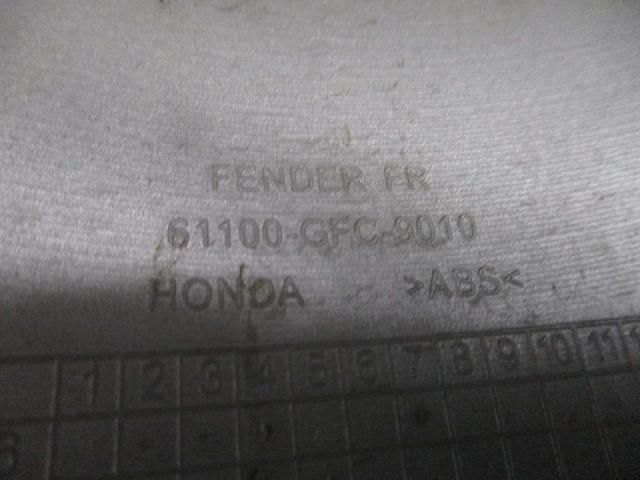 FENDER FR
61100-GFC-9010
HONDA >ABS<
1 2 3 4 5 6 7 8 9 10 11